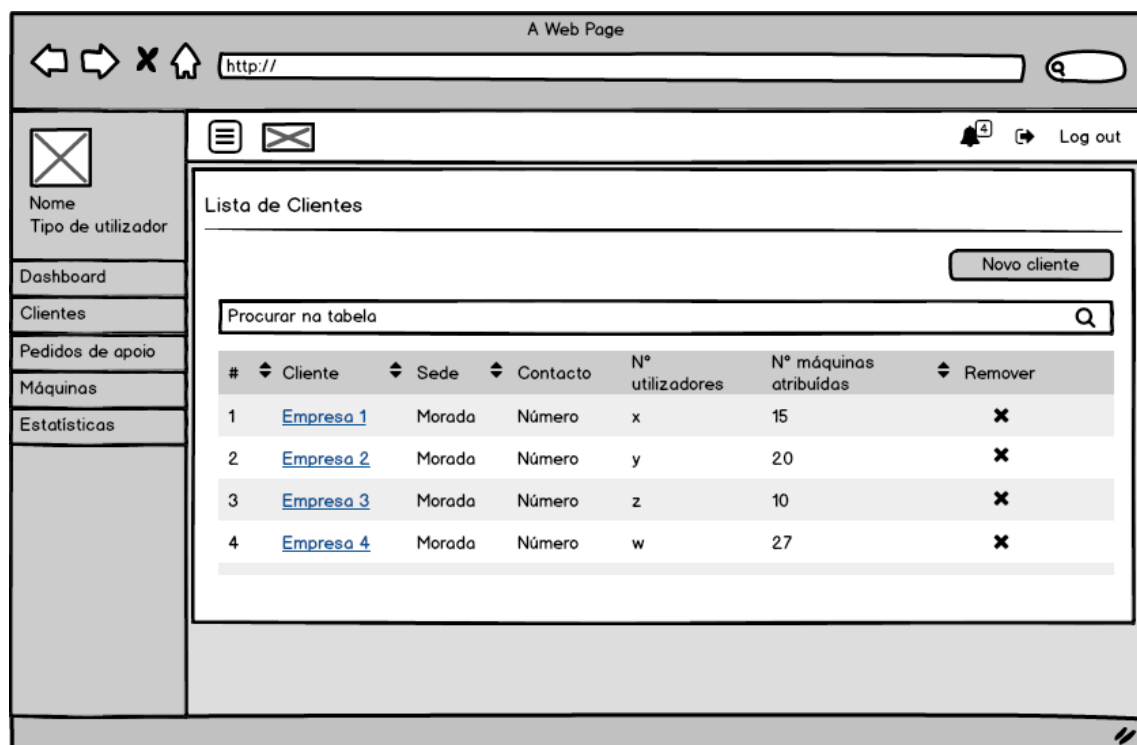 A Web Page
http://
4
Log out
Nome
Tipo de utilizador
Dashboard
Clientes
Pedidos de apoio
Máquinas
Estatísticas
Lista de Clientes
Novo cliente
Procurar na tabela
# Cliente Sede Contacto Nº utilizadores Nº máquinas atribuídas Remover
1 Empresa 1 Morada Número x 15
2 Empresa 2 Morada Número y 20
3 Empresa 3 Morada Número z 10
4 Empresa 4 Morada Número w 27